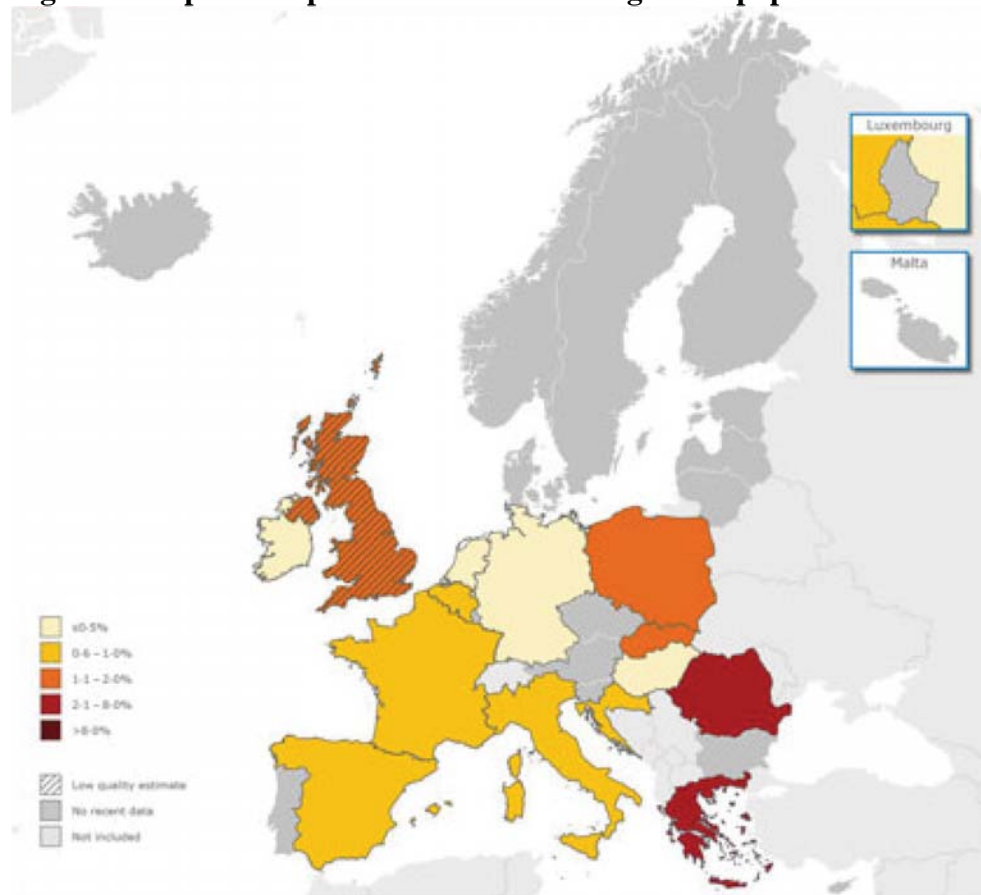 Luxembourg
Malta
≤0·5%
0·6 – 1·0%
1·1 – 2·0%
2·1 – 8·0%
>8·0%
Low quality estimate
No recent data
Not included